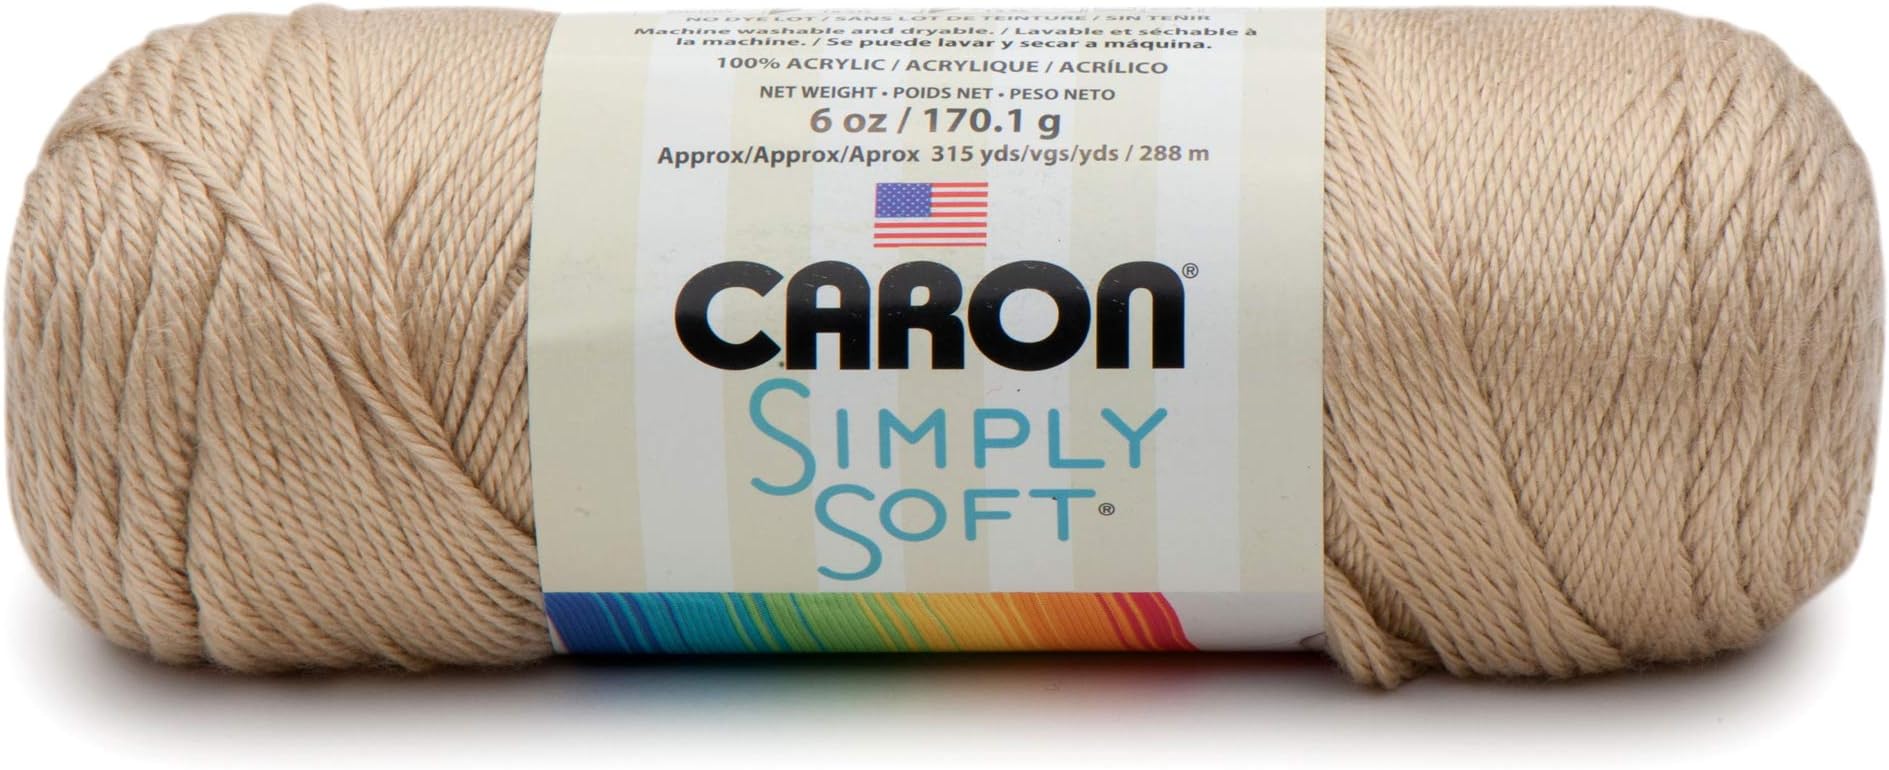 NO DYE LOT / SANS LOT DE TEINTURE / SIN TEÑIR
Machine washable and dryable. / Lavable et séchable à
la machine. / Se puede lavar y secar a máquina.
100% ACRYLIC / ACRYLIQUE / ACRÍLICO
NET WEIGHT • POIDS NET • PESO NETO
6 oz / 170.1 g
Approx/Approx/Aprox 315 yds/vgs/yds / 288 m
CARON®
SIMPLY
SOFT®